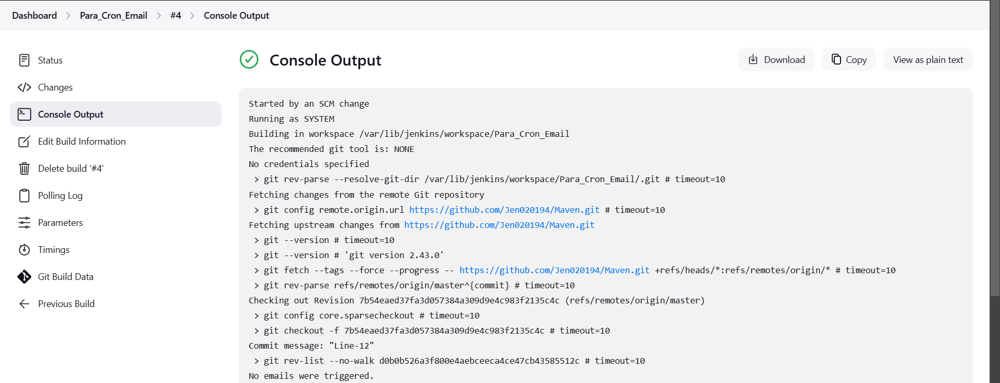 Dashboard > Para_Cron_Email > #4 > Console Output
Status
Changes
Console Output
Edit Build Information
Delete build ‘#4’
Polling Log
Parameters
Timings
Git Build Data
Previous Build
Console Output
Download
Copy
View as plain text
Started by an SCM change
Running as SYSTEM
Building in workspace /var/lib/jenkins/workspace/Para_Cron_Email
The recommended git tool is: NONE
No credentials specified
 > git rev-parse --resolve-git-dir /var/lib/jenkins/workspace/Para_Cron_Email/.git # timeout=10
Fetching changes from the remote Git repository
 > git config remote.origin.url https://github.com/Jen020194/Maven.git # timeout=10
Fetching upstream changes from https://github.com/Jen020194/Maven.git
 > git --version # timeout=10
 > git --version # 'git version 2.43.0'
 > git fetch --tags --force --progress -- https://github.com/Jen020194/Maven.git +refs/heads/*:refs/remotes/origin/* # timeout=10
 > git rev-parse refs/remotes/origin/master^{commit} # timeout=10
Checking out Revision 7b54eaed37fa3d057384a309d9e4c983f2135c4c (refs/remotes/origin/master)
 > git config core.sparsecheckout # timeout=10
 > git checkout -f 7b54eaed37fa3d057384a309d9e4c983f2135c4c # timeout=10
Commit message: "Line-12"
 > git rev-list --no-walk d0b0b526a3f800e4aebceeca4ce47cb43585512c # timeout=10
No emails were triggered.